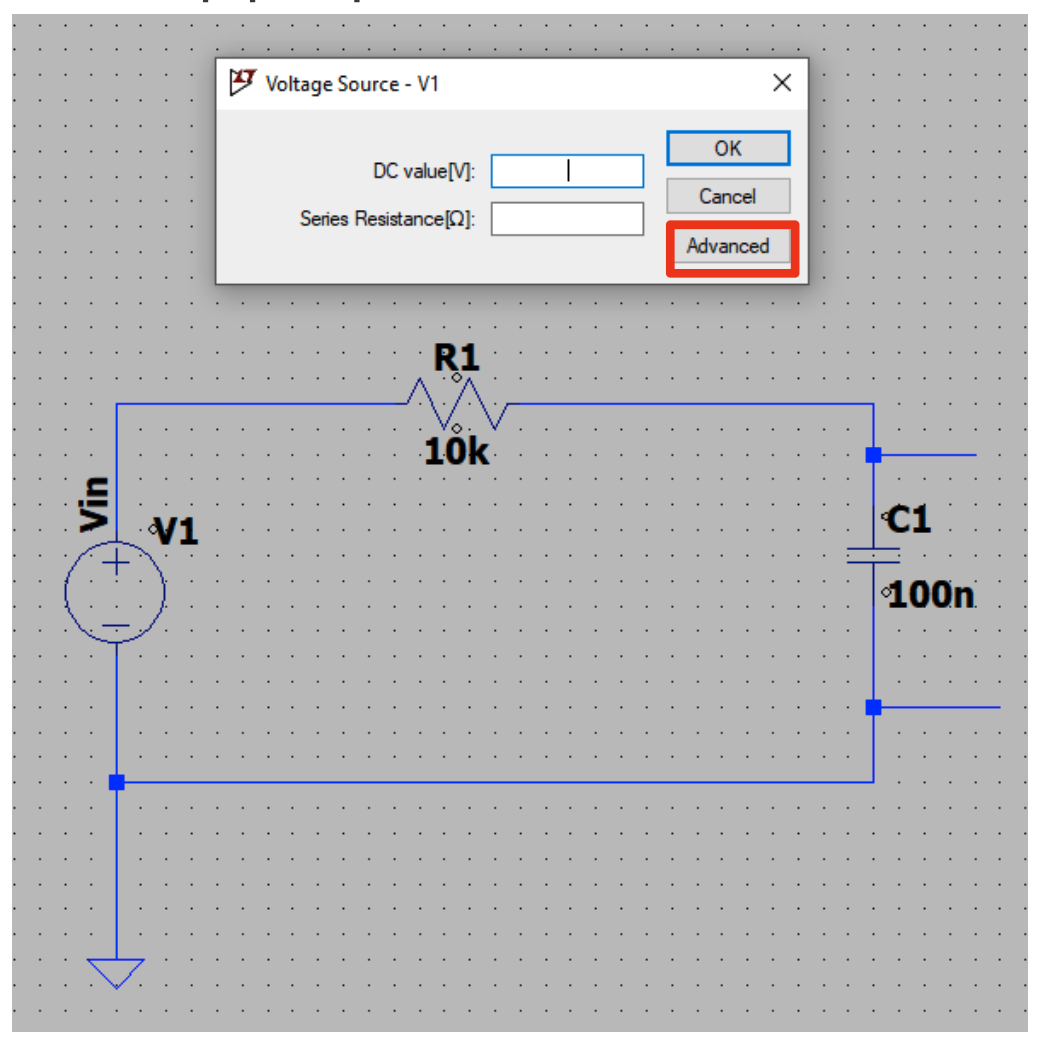 Voltage Source - V1
DC value[V]:
OK
Series Resistance[Ω]:
Cancel
Advanced
R1
10k
Vin
V1
C1
100n